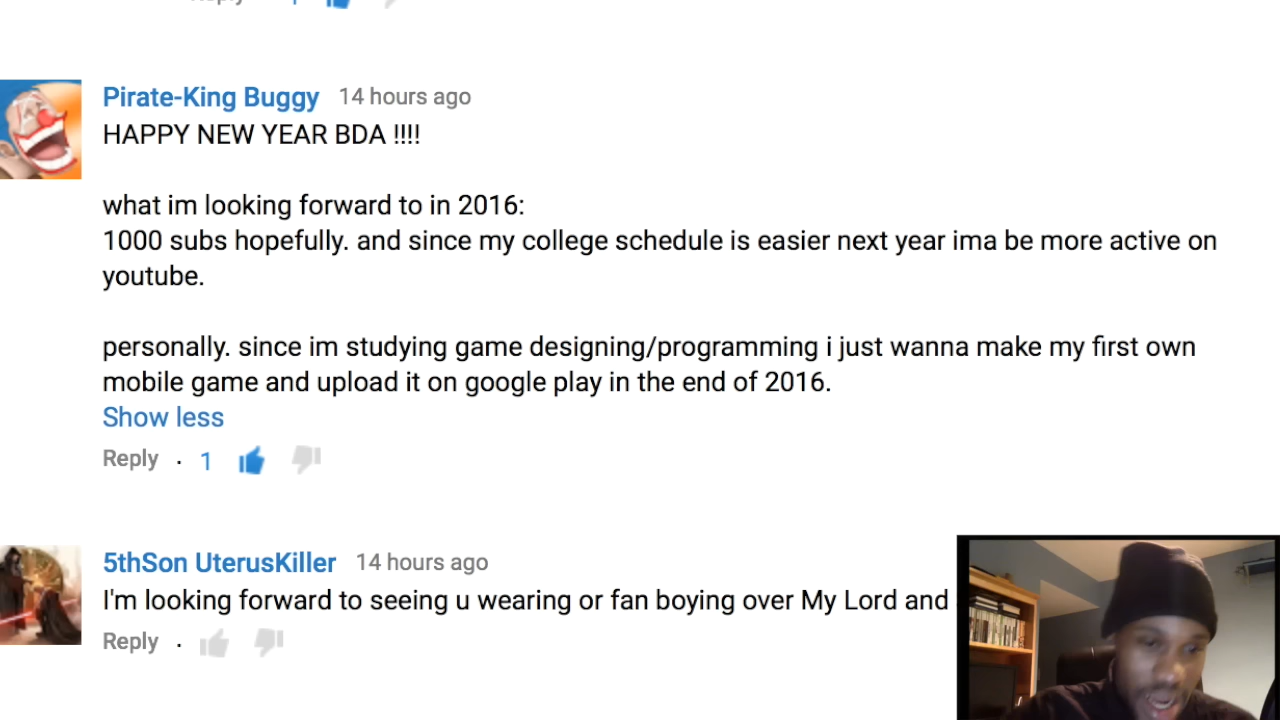 Reply
Pirate-King Buggy 14 hours ago
HAPPY NEW YEAR BDA !!!!
what im looking forward to in 2016:
1000 subs hopefully. and since my college schedule is easier next year ima be more active on
youtube.
personally. since im studying game designing/programming i just wanna make my first own
mobile game and upload it on google play in the end of 2016.
Show less
Reply · 1
5thSon UterusKiller 14 hours ago
I'm looking forward to seeing u wearing or fan boying over My Lord and
Reply ·